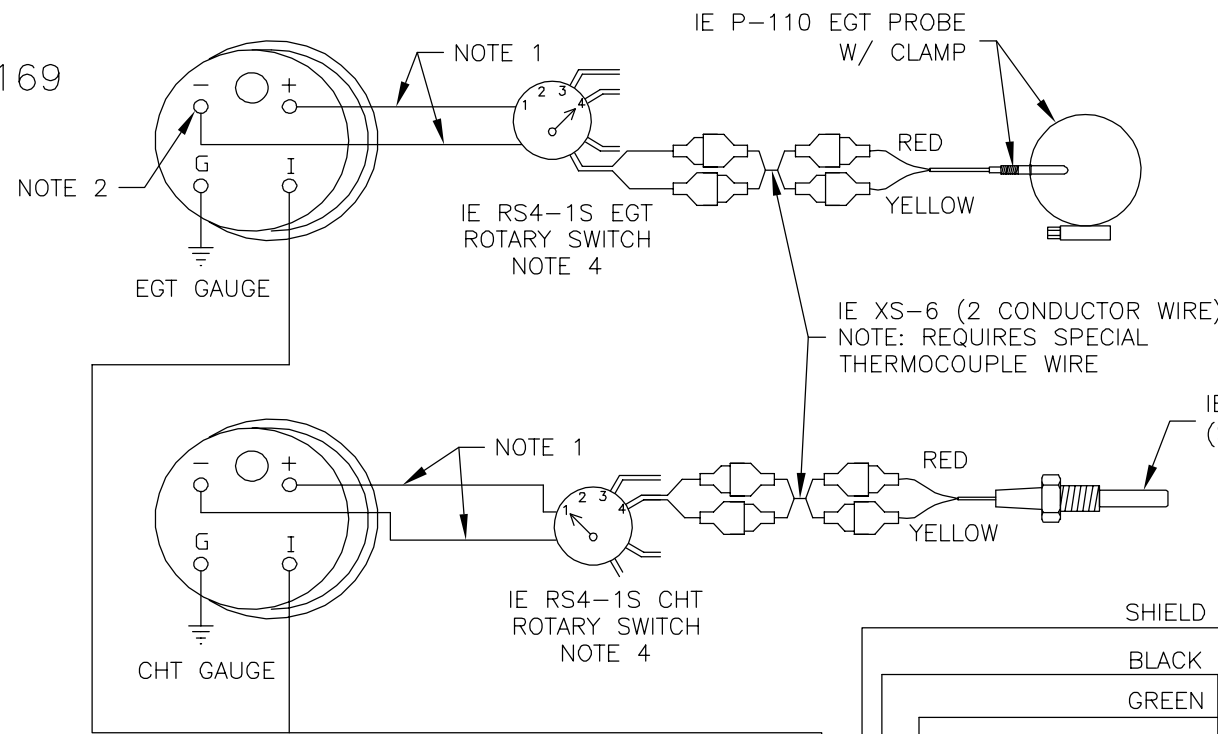 169
IE P-110 EGT PROBE
W/ CLAMP
NOTE 1
- +
1 2 3 4
RED
G I
NOTE 2
YELLOW
IE RS4-1S EGT
ROTARY SWITCH
NOTE 4
EGT GAUGE
IE XS-6 (2 CONDUCTOR WIRE)
NOTE: REQUIRES SPECIAL
THERMOCOUPLE WIRE
IE
(
NOTE 1
- +
RED
1 2 3 4
G I
YELLOW
IE RS4-1S CHT
ROTARY SWITCH
NOTE 4
CHT GAUGE
SHIELD
BLACK
GREEN